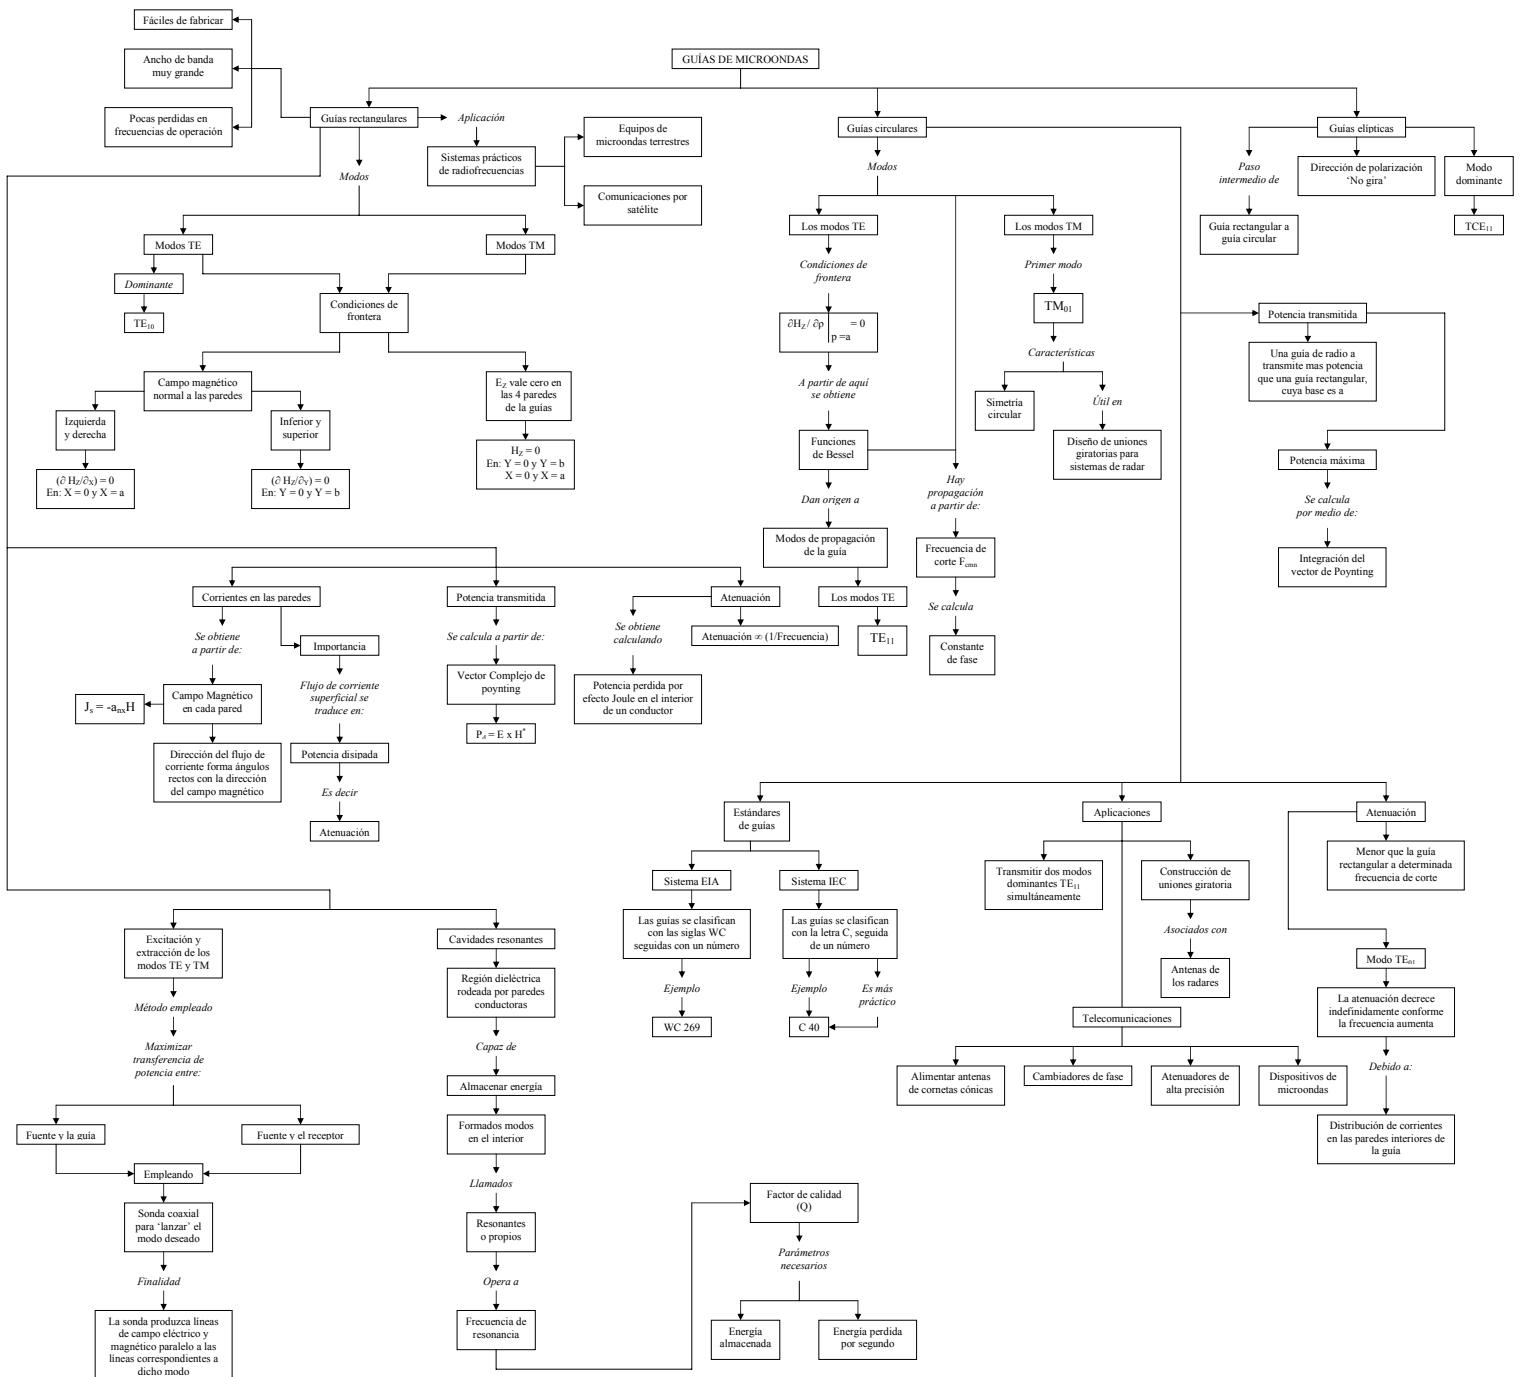 GUÍAS DE MICROONDAS
Fáciles de fabricar
Ancho de banda
muy grande
Pocas perdidas en
frecuencias de operación
Guías rectangulares
Aplicación
Sistemas prácticos
de radiofrecuencias
Equipos de
microondas terrestres
Comunicaciones por
satélite
Modos
Modos TE
Modos TM
Dominante
TE₁₀
Condiciones de
frontera
Campo magnético
normal a las paredes
Izquierda
y derecha
Inferior y
superior
(∂ Hz/∂x) = 0
En: X = 0 y X = a
(∂ Hz/∂Y) = 0
En: Y = 0 y Y = b
E_Z vale cero en
las 4 paredes
de la guías
H_Z = 0
En: Y = 0 y Y = b
X = 0 y X = a
Guías circulares
Modos
Los modos TE
Los modos TM
Condiciones de
frontera
∂H_Z / ∂ρ | = 0
p =a
A partir de aquí
se obtiene
Funciones
de Bessel
Dan origen a
Modos de propagación
de la guía
Los modos TE
TE₁₁
Primer modo
TM₀₁
Características
Simetría
circular
Útil en
Diseño de uniones
giratorias para
sistemas de radar
Hay
propagación
a partir de:
Frecuencia de
corte F_cmn
Se calcula
Constante
de fase
Guías elípticas
Paso
intermedio de
Guía rectangular a
guía circular
Dirección de polarización
‘No gira’
Modo
dominante
TCE₁₁
Potencia transmitida
Una guía de radio a
transmite mas potencia
que una guía rectangular,
cuya base es a
Potencia máxima
Se calcula
por medio de:
Integración del
vector de Poynting
Corrientes en las paredes
Se obtiene
a partir de:
Campo Magnético
en cada pared
J_s = -a_nxH
Dirección del flujo de
corriente forma ángulos
rectos con la dirección
del campo magnético
Importancia
Flujo de corriente
superficial se
traduce en:
Potencia disipada
Es decir
Atenuación
Potencia transmitida
Se calcula a partir de:
Vector Complejo de
poynting
P_A = E x H*
Atenuación
Se obtiene
calculando
Atenuación ∞ (1/Frecuencia)
Potencia perdida por
efecto Joule en el interior
de un conductor
Estándares
de guías
Sistema EIA
Las guías se clasifican
con las siglas WC
seguidas con un número
Ejemplo
WC 269
Sistema IEC
Las guías se clasifican
con la letra C, seguida
de un número
Ejemplo
Es más
práctico
C 40
Aplicaciones
Transmitir dos modos
dominantes TE₁₁
simultáneamente
Construcción de
uniones giratoria
Asociados con
Antenas de
los radares
Telecomunicaciones
Alimentar antenas
de cornetas cónicas
Cambiadores de fase
Atenuadores de
alta precisión
Dispositivos de
microondas
Atenuación
Menor que la guía
rectangular a determinada
frecuencia de corte
Modo TE₀₁
La atenuación decrece
indefinidamente conforme
la frecuencia aumenta
Debido a:
Distribución de corrientes
en las paredes interiores de
la guía
Excitación y
extracción de los
modos TE y TM
Método empleado
Maximizar
transferencia de
potencia entre:
Fuente y la guía
Fuente y el receptor
Empleando
Sonda coaxial
para ‘lanzar’ el
modo deseado
Finalidad
La sonda produzca líneas
de campo eléctrico y
magnético paralelo a las
líneas correspondientes a
dicho modo
Cavidades resonantes
Región dieléctrica
rodeada por paredes
conductoras
Capaz de
Almacenar energía
Formados modos
en el interior
Llamados
Resonantes
o propios
Opera a
Frecuencia de
resonancia
Factor de calidad
(Q)
Parámetros
necesarios
Energía
almacenada
Energía perdida
por segundo